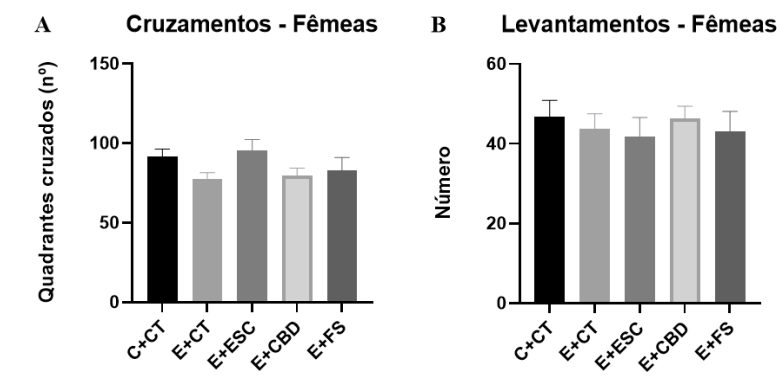 A
Cruzamentos - Fêmeas
Quadrantes cruzados (nº)
150
100
50
0
C+CT
E+CT
E+ESC
E+CBD
E+FS
B
Levantamentos - Fêmeas
Número
60
40
20
0
C+CT
E+CT
E+ESC
E+CBD
E+FS